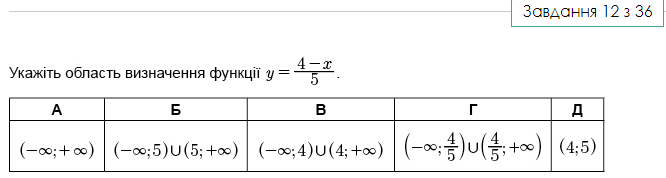 Завдання 12 з 36
Укажіть область визначення функції y = (4 − x)/5.
А Б В Г Д
(−∞;+∞) (−∞;5)∪(5;+∞) (−∞;4)∪(4;+∞) (−∞;4/5)∪(4/5;+∞) (4;5)